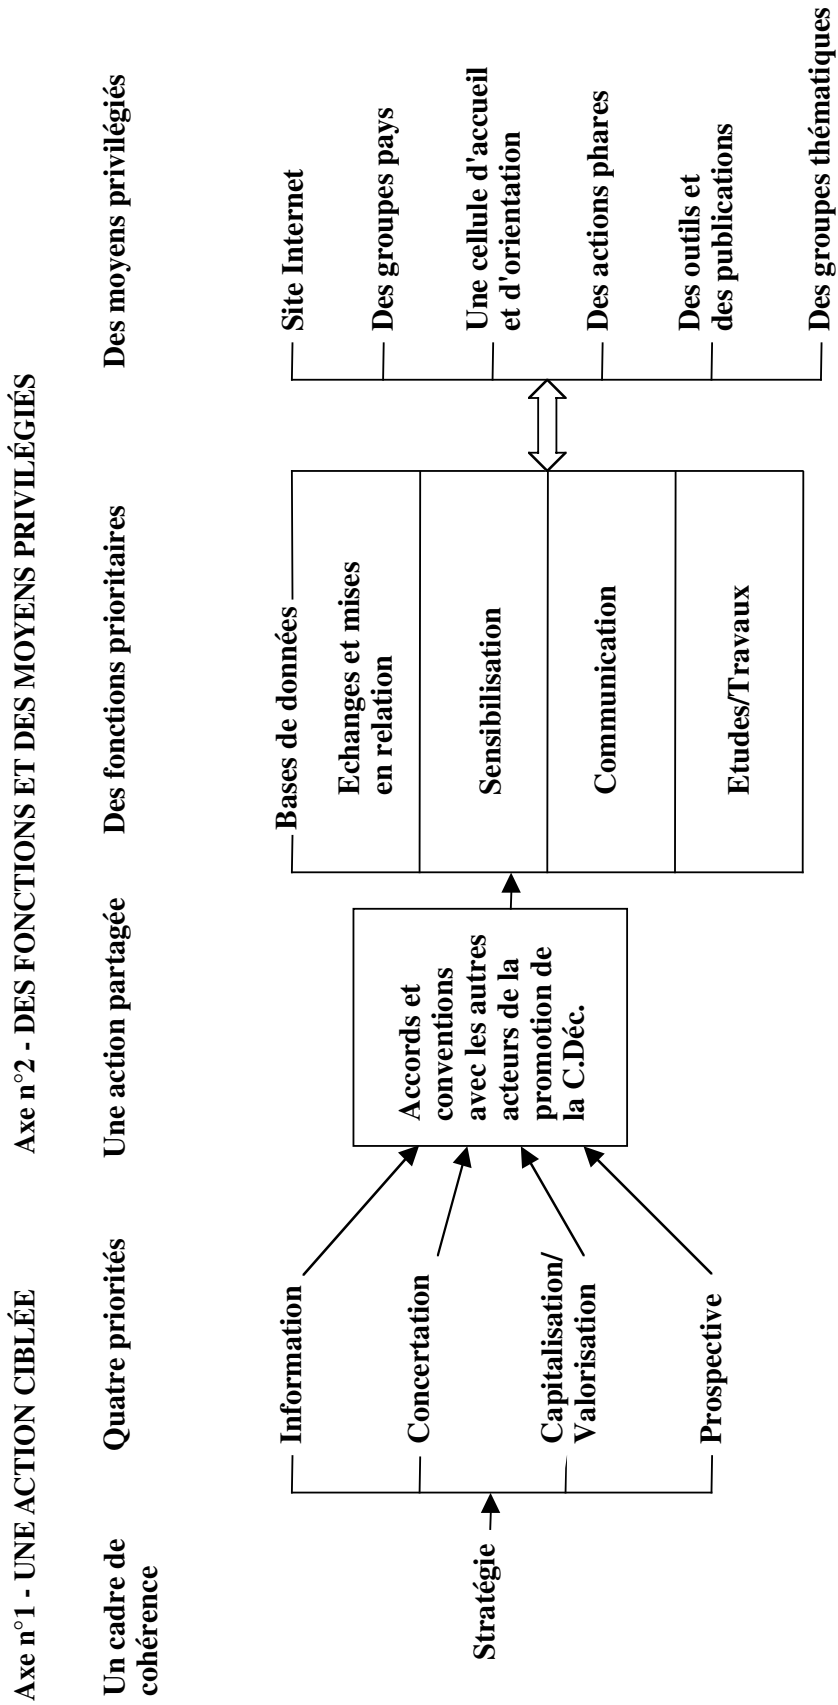 Axe n°1 - UNE ACTION CIBLÉE
Axe n°2 - DES FONCTIONS ET DES MOYENS PRIVILÉGIÉS
Un cadre de
cohérence
Quatre priorités
Une action partagée
Des fonctions prioritaires
Des moyens privilégiés
Stratégie
Information
Concertation
Capitalisation/
Valorisation
Prospective
Accords et
conventions
avec les autres
acteurs de la
promotion de
la C.Déc.
Bases de données
Echanges et mises
en relation
Sensibilisation
Communication
Etudes/Travaux
Site Internet
Des groupes pays
Une cellule d'accueil
et d'orientation
Des actions phares
Des outils et
des publications
Des groupes thématiques